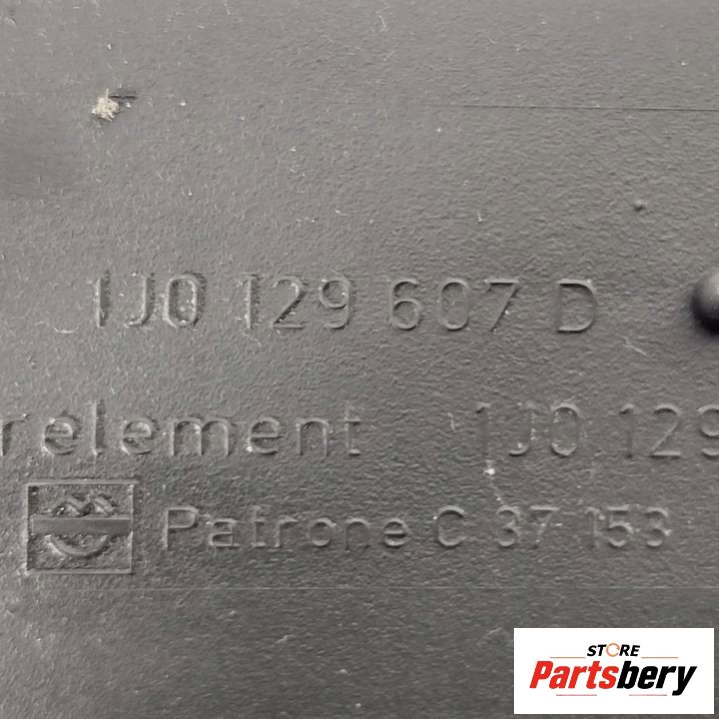 1J0 129 607 D
relement 1J0 129
Patrone C 37 153
STORE
Partsbery